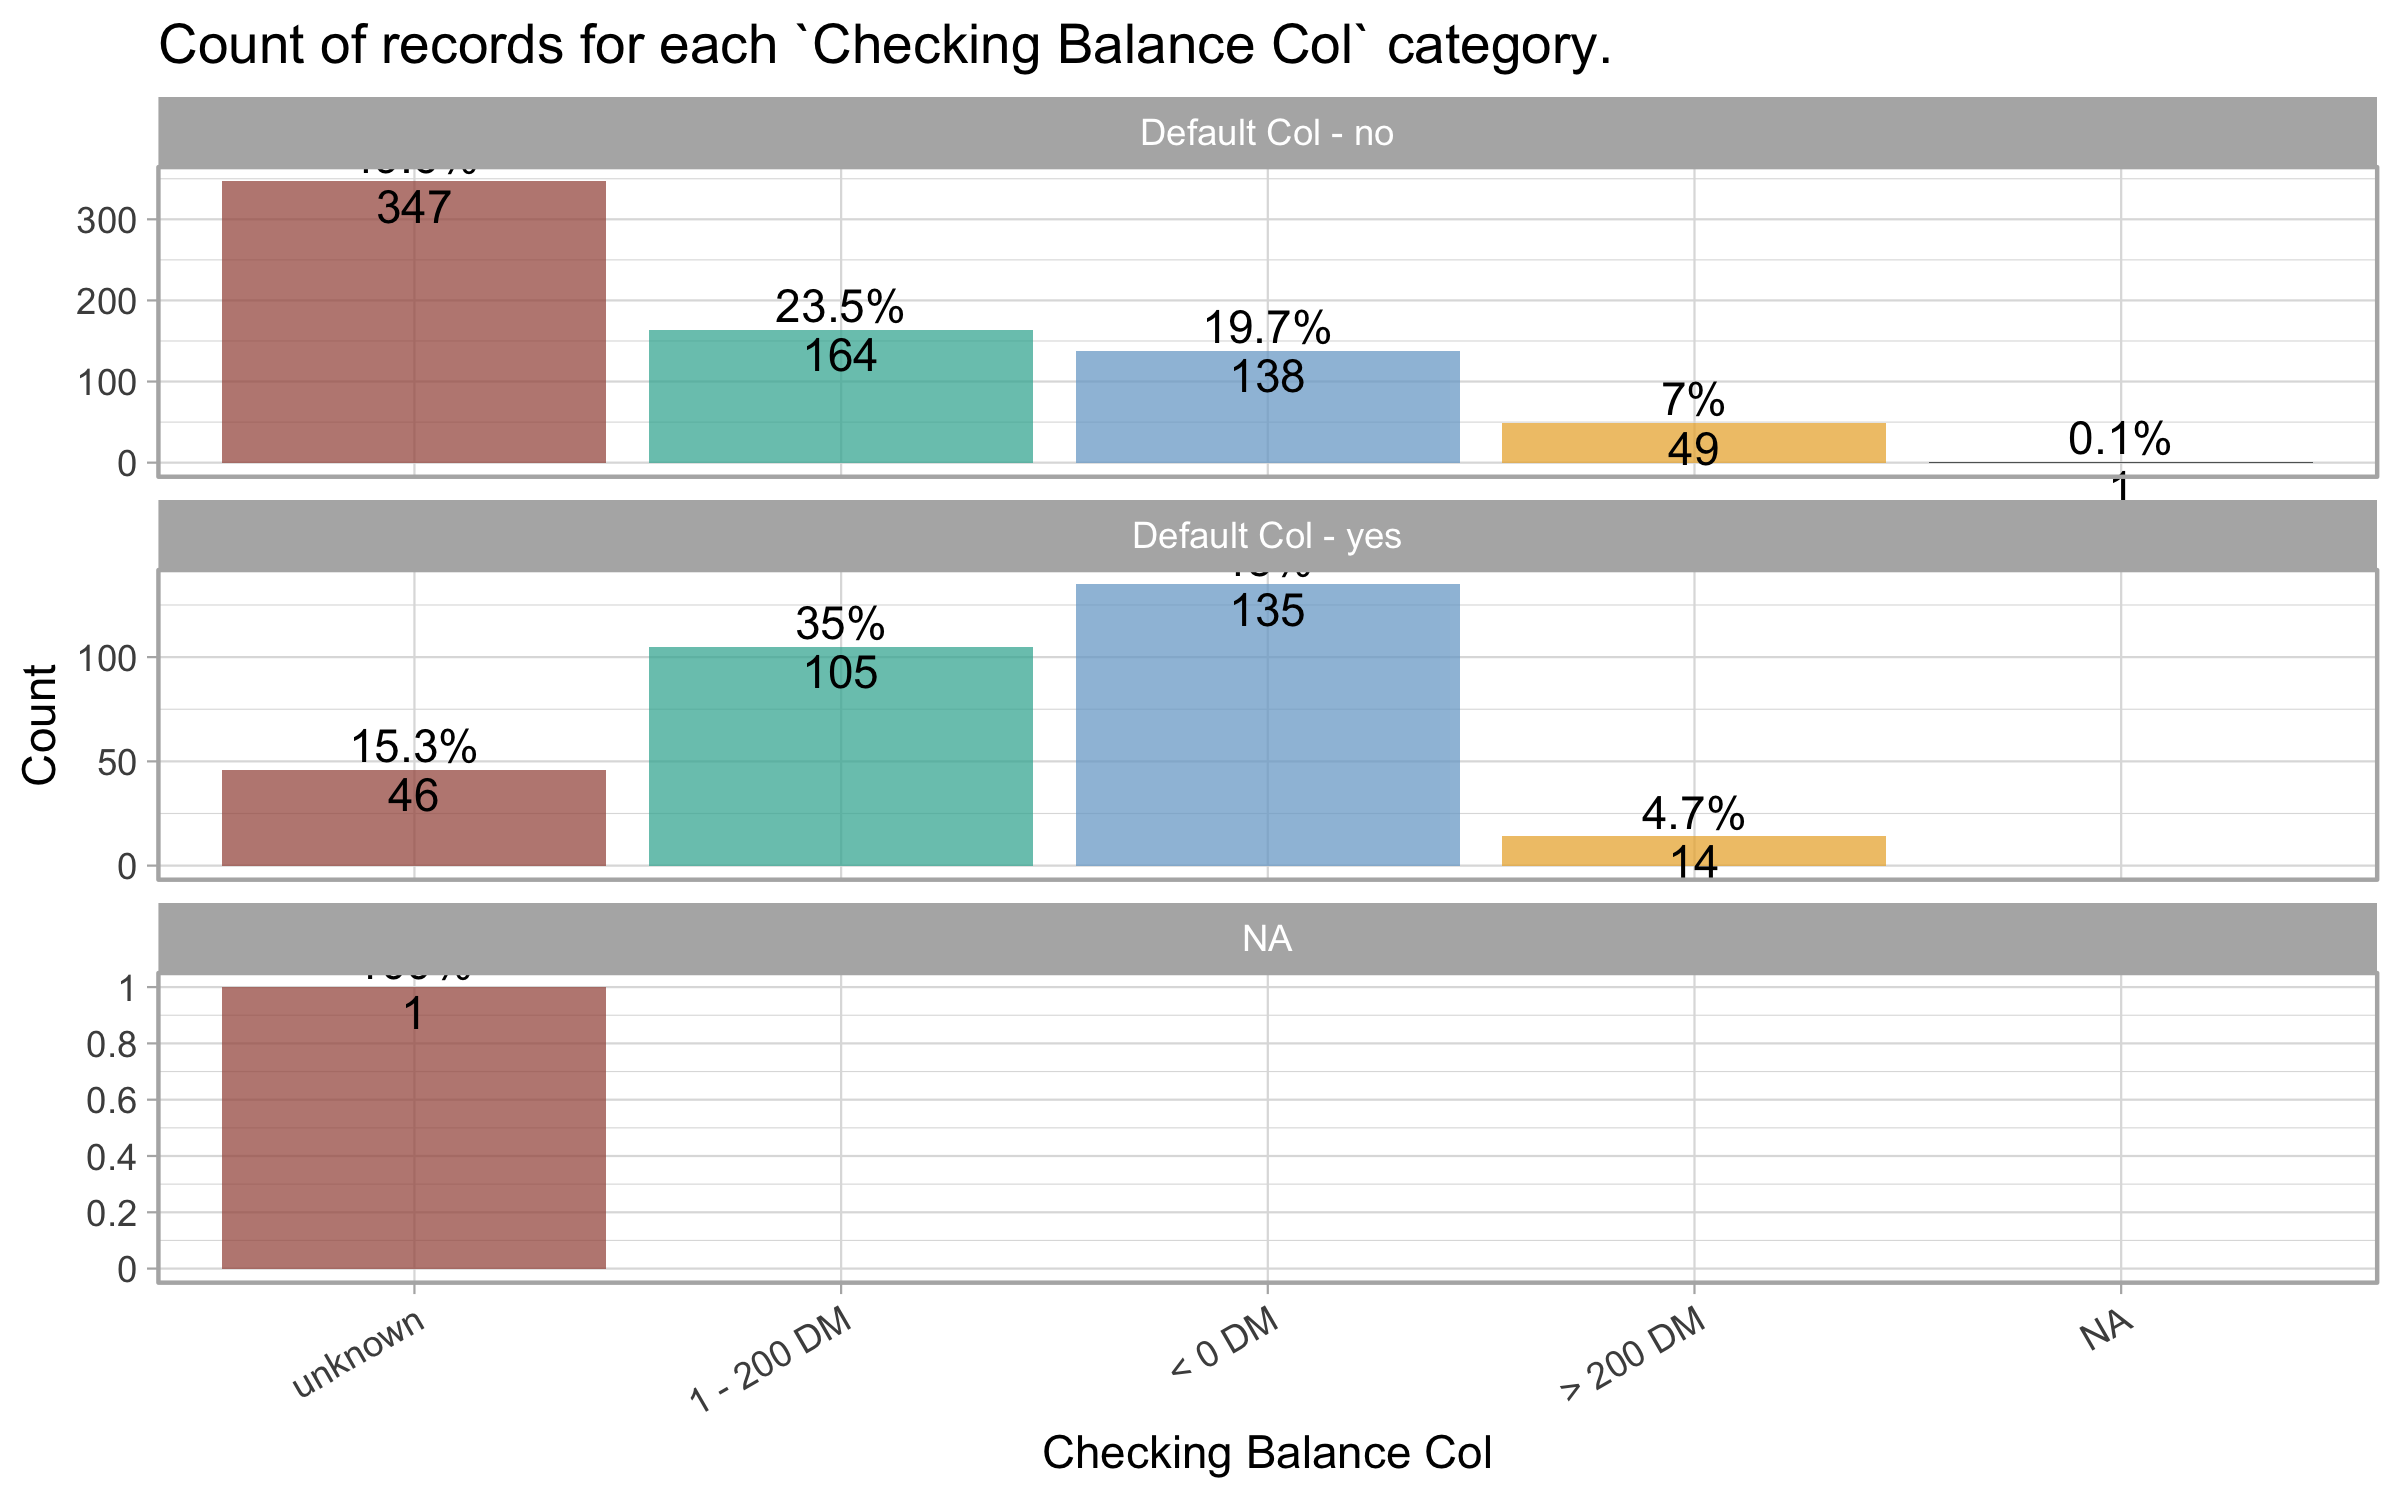 Count of records for each `Checking Balance Col` category.
Default Col - no
347
300
23.5%
200
19.7%
164
138
100
7%
49
0.1%
0
1
Default Col - yes
135
35%
100
105
15.3%
50
46
4.7%
14
0
Count
NA
1
1
0.8
0.6
0.4
0.2
0
unknown
1 - 200 DM
< 0 DM
> 200 DM
NA
Checking Balance Col